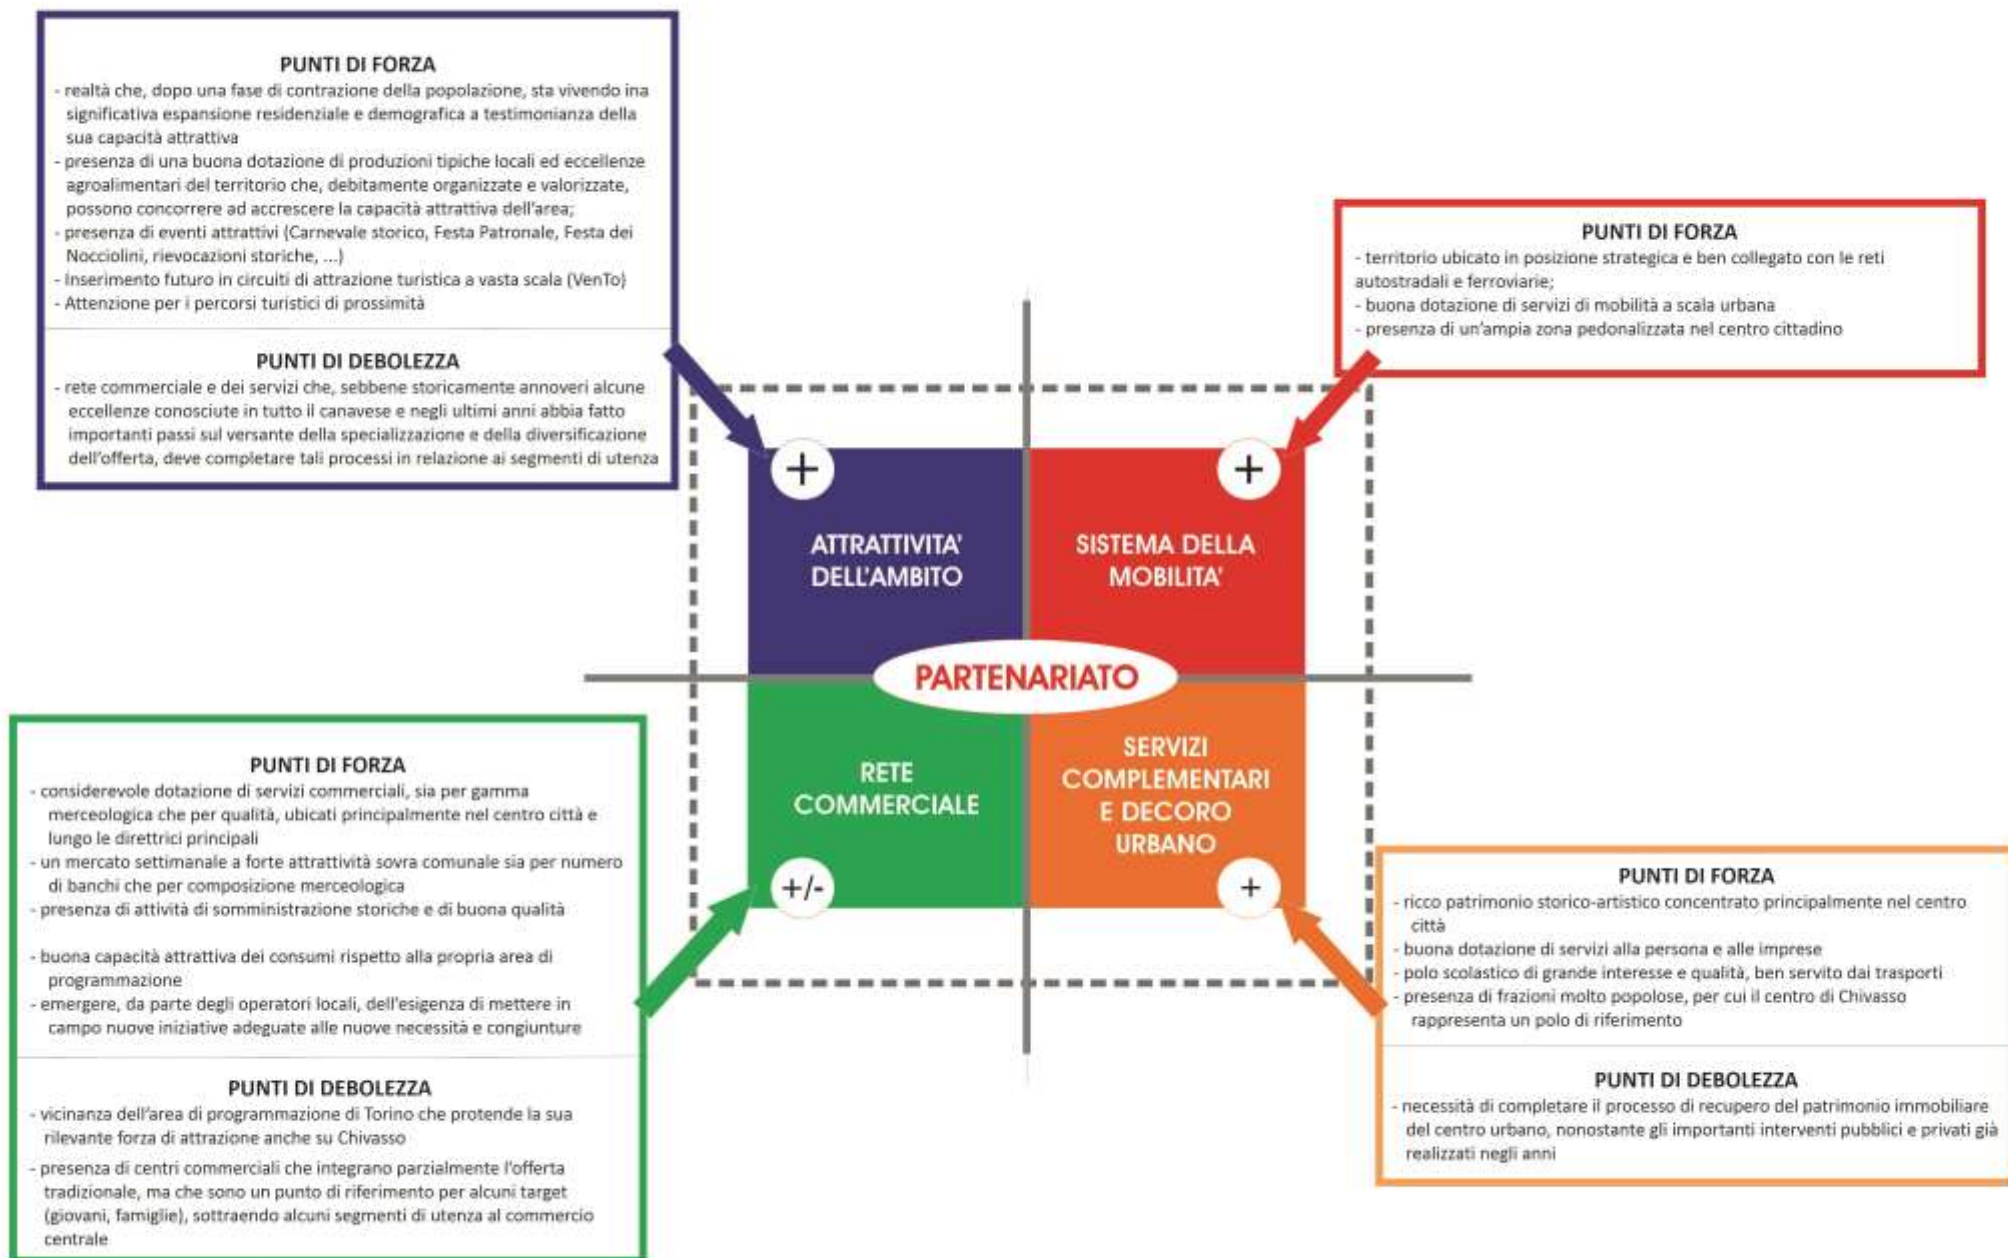 PUNTI DI FORZA
- realtà che, dopo una fase di contrazione della popolazione, sta vivendo ina
significativa espansione residenziale e demografica a testimonianza della
sua capacità attrattiva
- presenza di una buona dotazione di produzioni tipiche locali ed eccellenze
agroalimentari del territorio che, debitamente organizzate e valorizzate,
possono concorrere ad accrescere la capacità attrattiva dell'area;
- presenza di eventi attrattivi (Carnevale storico, Festa Patronale, Festa dei
Nocciolini, rievocazioni storiche, ...)
- Inserimento futuro in circuiti di attrazione turistica a vasta scala (VenTo)
- Attenzione per i percorsi turistici di prossimità
PUNTI DI DEBOLEZZA
- rete commerciale e dei servizi che, sebbene storicamente annoveri alcune
eccellenze conosciute in tutto il canavese e negli ultimi anni abbia fatto
importanti passi sul versante della specializzazione e della diversificazione
dell'offerta, deve completare tali processi in relazione ai segmenti di utenza
PUNTI DI FORZA
- territorio ubicato in posizione strategica e ben collegato con le reti
autostradali e ferroviarie;
- buona dotazione di servizi di mobilità a scala urbana
- presenza di un'ampia zona pedonalizzata nel centro cittadino
+
+
ATTRATTIVITA'
DELL'AMBITO
SISTEMA DELLA
MOBILITA'
PARTENARIATO
RETE
COMMERCIALE
SERVIZI
COMPLEMENTARI
E DECORO
URBANO
+/-
+
PUNTI DI FORZA
- considerevole dotazione di servizi commerciali, sia per gamma
merceologica che per qualità, ubicati principalmente nel centro città e
lungo le direttrici principali
- un mercato settimanale a forte attrattività sovra comunale sia per numero
di banchi che per composizione merceologica
- presenza di attività di somministrazione storiche e di buona qualità
- buona capacità attrattiva dei consumi rispetto alla propria area di
programmazione
- emergere, da parte degli operatori locali, dell'esigenza di mettere in
campo nuove iniziative adeguate alle nuove necessità e congiunture
PUNTI DI DEBOLEZZA
- vicinanza dell'area di programmazione di Torino che protende la sua
rilevante forza di attrazione anche su Chivasso
- presenza di centri commerciali che integrano parzialmente l'offerta
tradizionale, ma che sono un punto di riferimento per alcuni target
(giovani, famiglie), sottraendo alcuni segmenti di utenza al commercio
centrale
PUNTI DI FORZA
- ricco patrimonio storico-artistico concentrato principalmente nel centro
città
- buona dotazione di servizi alla persona e alle imprese
- polo scolastico di grande interesse e qualità, ben servito dai trasporti
- presenza di frazioni molto popolose, per cui il centro di Chivasso
rappresenta un polo di riferimento
PUNTI DI DEBOLEZZA
- necessità di completare il processo di recupero del patrimonio immobiliare
del centro urbano, nonostante gli importanti interventi pubblici e privati già
realizzati negli anni